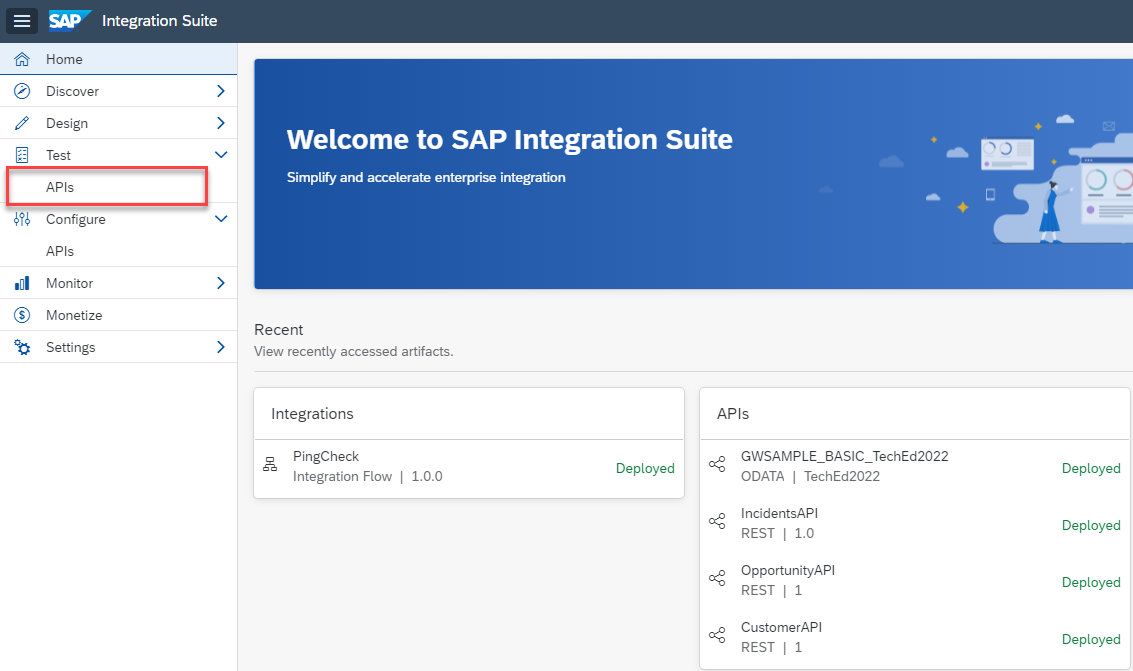 SAP Integration Suite
Home
Discover
Design
Test
APIs
Configure
APIs
Monitor
Monetize
Settings
Welcome to SAP Integration Suite
Simplify and accelerate enterprise integration
Recent
View recently accessed artifacts.
Integrations
PingCheck
Integration Flow | 1.0.0
Deployed
APIs
GWSAMPLE_BASIC_TechEd2022
ODATA | TechEd2022
Deployed
IncidentsAPI
REST | 1.0
Deployed
OpportunityAPI
REST | 1
Deployed
CustomerAPI
REST | 1
Deployed